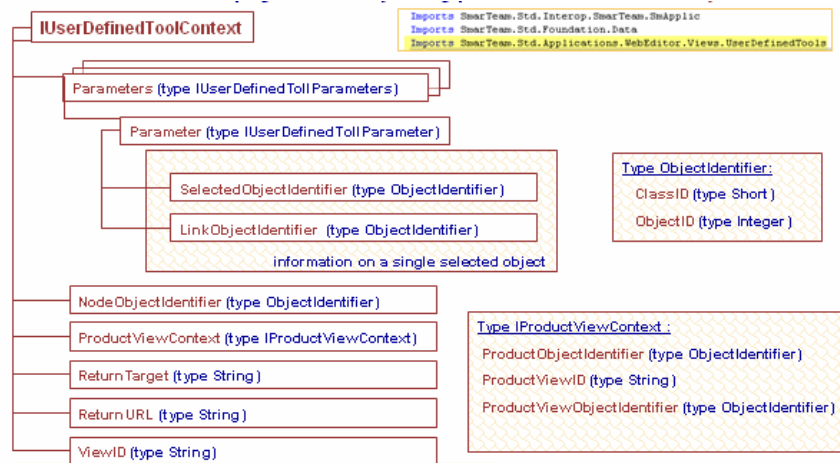 IUserDefinedToolContext
Imports SmarTeam.Std.Interop.SmarTeam.SmApplic
Imports SmarTeam.Std.Foundation.Data
Imports SmarTeam.Std.Applications.WebEditor.Views.UserDefinedTools
Parameters (type IUserDefinedTollParameters)
Parameter (type IUserDefinedTollParameter)
SelectedObjectIdentifier (type ObjectIdentifier)
LinkObjectIdentifier (type ObjectIdentifier)
information on a single selected object
Type ObjectIdentifier:
ClassID (type Short)
ObjectID (type Integer)
NodeObjectIdentifier (type ObjectIdentifier)
ProductViewContext (type IProductViewContext)
ReturnTarget (type String)
ReturnURL (type String)
ViewID (type String)
Type IProductViewContext :
ProductObjectIdentifier (type ObjectIdentifier)
ProductViewID (type String)
ProductViewObjectIdentifier (type ObjectIdentifier)